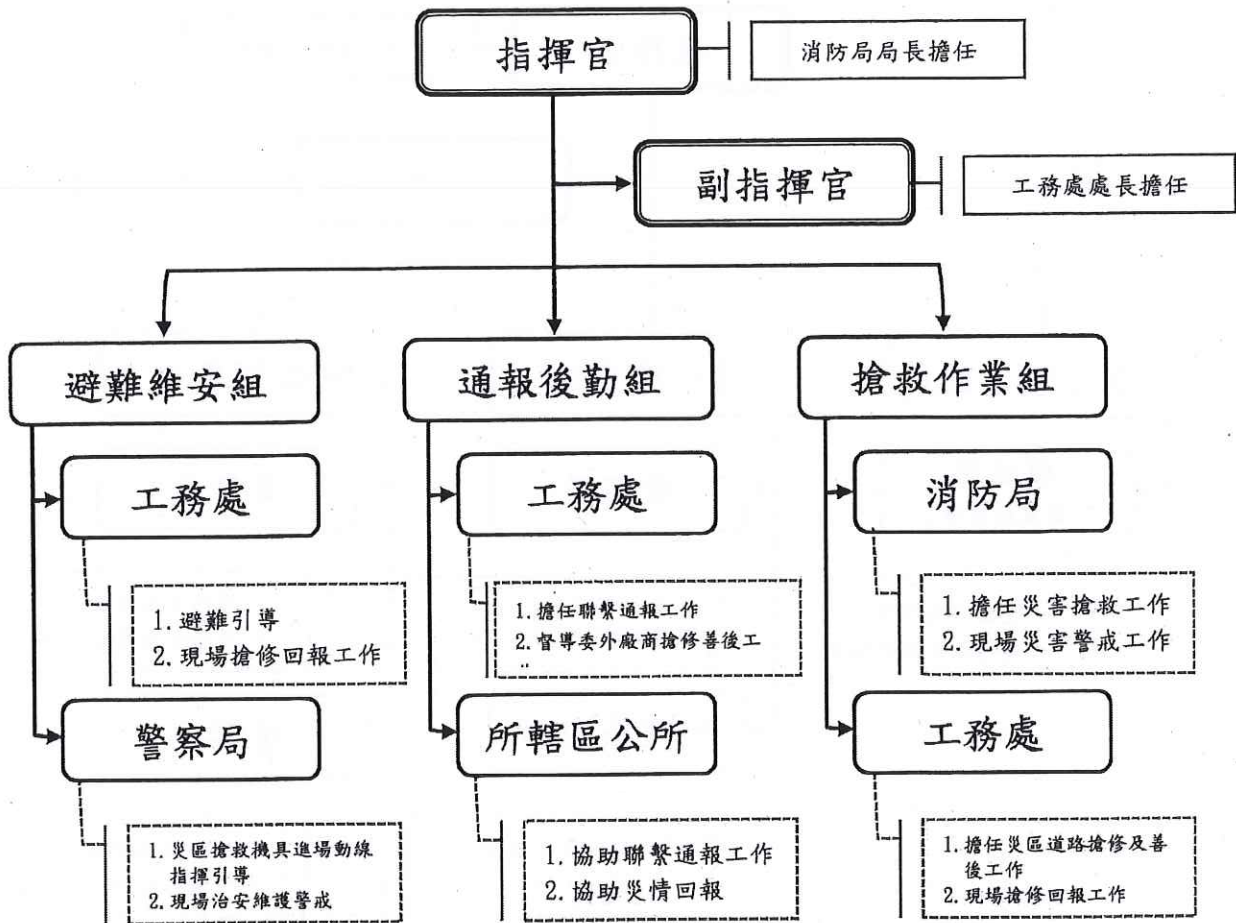 指揮官
消防局局長擔任
副指揮官
工務處處長擔任
避難維安組
工務處
1. 避難引導
2. 現場搶修回報工作
警察局
1. 災區搶救機具進場動線
指揮引導
2. 現場治安維護警戒
通報後勤組
工務處
1. 擔任聯繫通報工作
2. 督導委外廠商搶修善後工
所轄區公所
1. 協助聯繫通報工作
2. 協助災情回報
搶救作業組
消防局
1. 擔任災害搶救工作
2. 現場災害警戒工作
工務處
1. 擔任災區道路搶修及善
後工作
2. 現場搶修回報工作